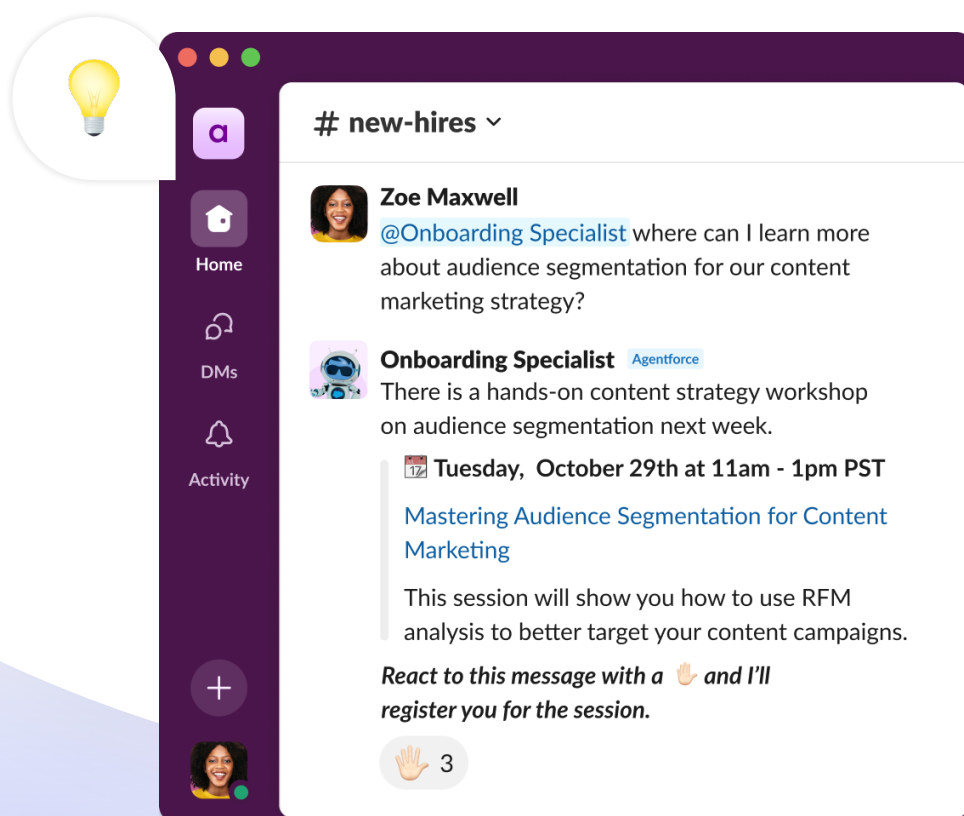 a
# new-hires
Home
DMs
Activity
Zoe Maxwell
@Onboarding Specialist where can I learn more
about audience segmentation for our content
marketing strategy?
Onboarding Specialist Agentforce
There is a hands-on content strategy workshop
on audience segmentation next week.
17 Tuesday, October 29th at 11am - 1pm PST
Mastering Audience Segmentation for Content
Marketing
This session will show you how to use RFM
analysis to better target your content campaigns.
React to this message with a 🖐🏻 and I'll
register you for the session.
🖐🏻 3